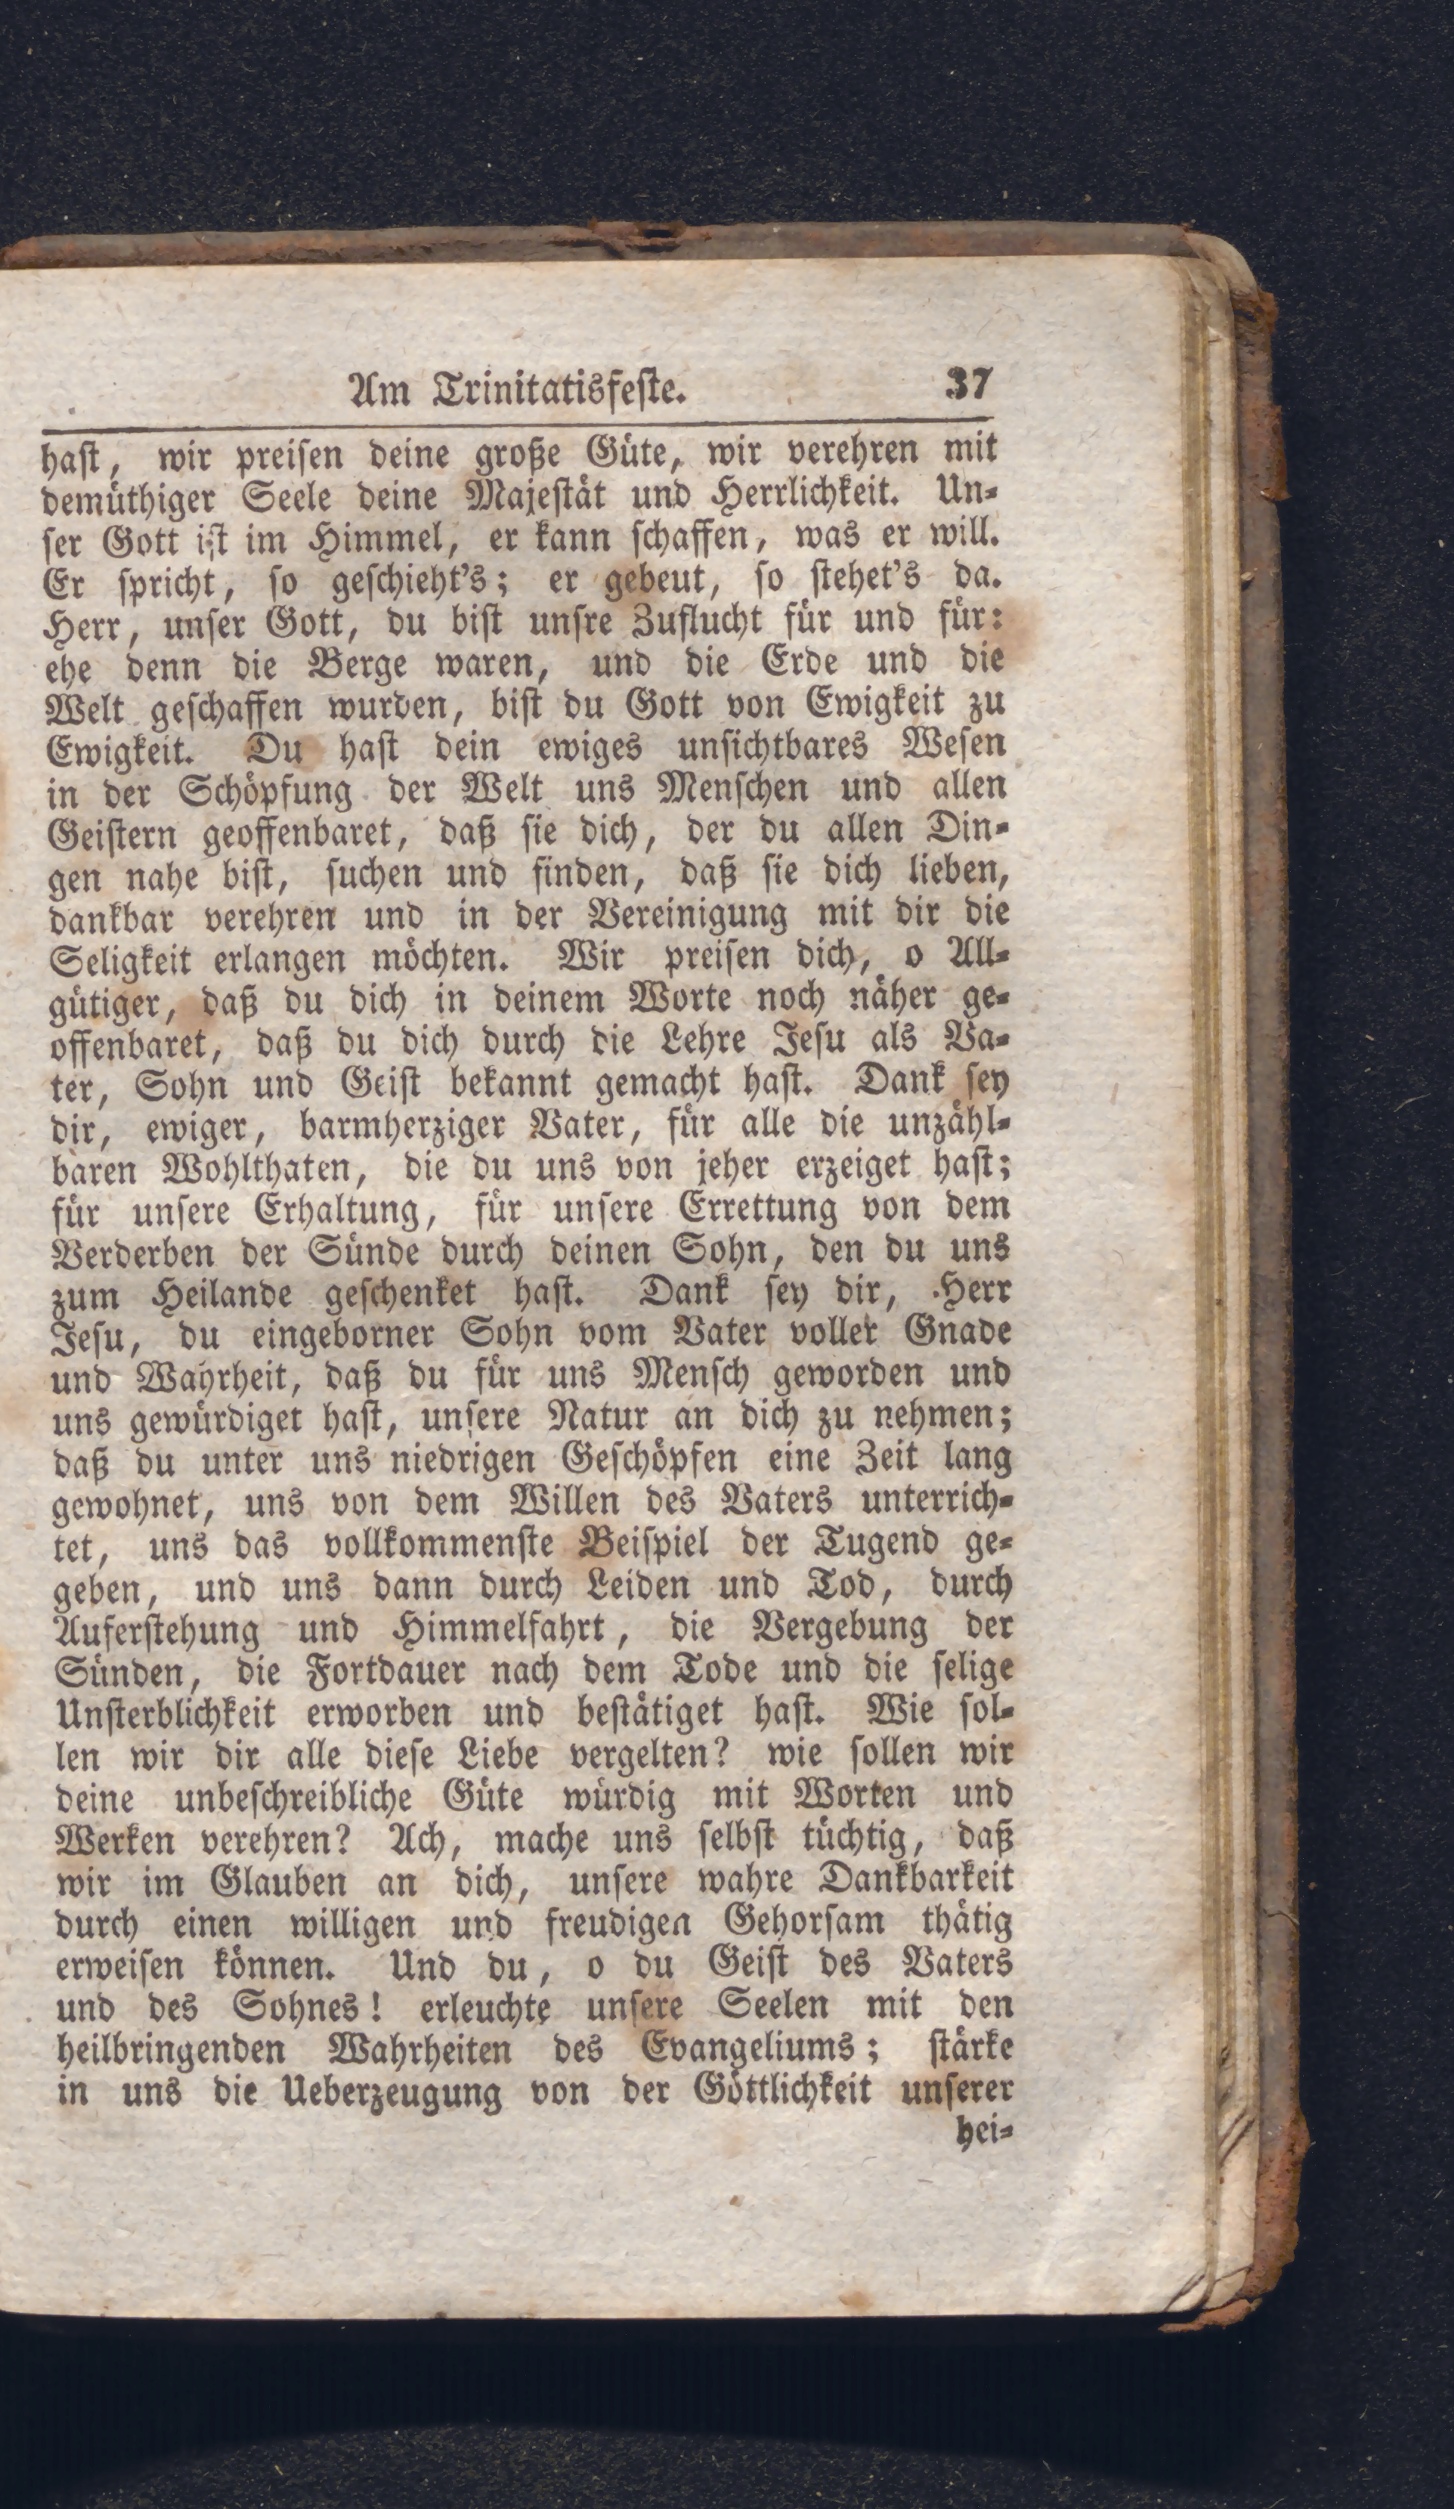 Am Trinitatisfeste. 37
hast, wir preisen deine große Güte, wir verehren mit
demüthiger Seele deine Majestät und Herrlichkeit. Un-
ser Gott ist im Himmel, er kann schaffen, was er will.
Er spricht, so geschieht's; er gebeut, so stehet's da.
Herr, unser Gott, du bist unsre Zuflucht für und für:
ehe denn die Berge waren, und die Erde und die
Welt geschaffen wurden, bist du Gott von Ewigkeit zu
Ewigkeit. Du hast dein ewiges unsichtbares Wesen
in der Schöpfung der Welt uns Menschen und allen
Geistern geoffenbaret, daß sie dich, der du allen Din-
gen nahe bist, suchen und finden, daß sie dich lieben,
dankbar verehren und in der Vereinigung mit dir die
Seligkeit erlangen möchten. Wir preisen dich, o All-
gütiger, daß du dich in deinem Worte noch näher ge-
offenbaret, daß du dich durch die Lehre Jesu als Va-
ter, Sohn und Geist bekannt gemacht hast. Dank sey
dir, ewiger, barmherziger Vater, für alle die unzähl-
baren Wohlthaten, die du uns von jeher erzeiget hast;
für unsere Erhaltung, für unsere Errettung von dem
Verderben der Sünde durch deinen Sohn, den du uns
zum Heilande geschenket hast. Dank sey dir, Herr
Jesu, du eingeborner Sohn vom Vater voller Gnade
und Wahrheit, daß du für uns Mensch geworden und
uns gewürdiget hast, unsere Natur an dich zu nehmen;
daß du unter uns niedrigen Geschöpfen eine Zeit lang
gewohnet, uns von dem Willen des Vaters unterrich-
tet, uns das vollkommenste Beispiel der Tugend ge-
geben, und uns dann durch Leiden und Tod, durch
Auferstehung und Himmelfahrt, die Vergebung der
Sünden, die Fortdauer nach dem Tode und die selige
Unsterblichkeit erworben und bestätiget hast. Wie sol-
len wir dir alle diese Liebe vergelten? wie sollen wir
deine unbeschreibliche Güte würdig mit Worten und
Werken verehren? Ach, mache uns selbst tüchtig, daß
wir im Glauben an dich, unsere wahre Dankbarkeit
durch einen willigen und freudigen Gehorsam thätig
erweisen können. Und du, o du Geist des Vaters
und des Sohnes! erleuchte unsere Seelen mit den
heilbringenden Wahrheiten des Evangeliums; stärke
in uns die Ueberzeugung von der Göttlichkeit unserer
hei-